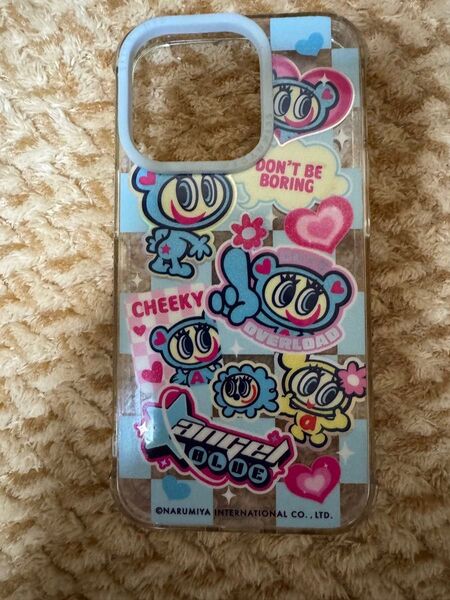 DON'T BE
BORING
CHEEKY
OVERLOAD
A
a
angel
BLUE
©NARUMIYA INTERNATIONAL CO., LTD.